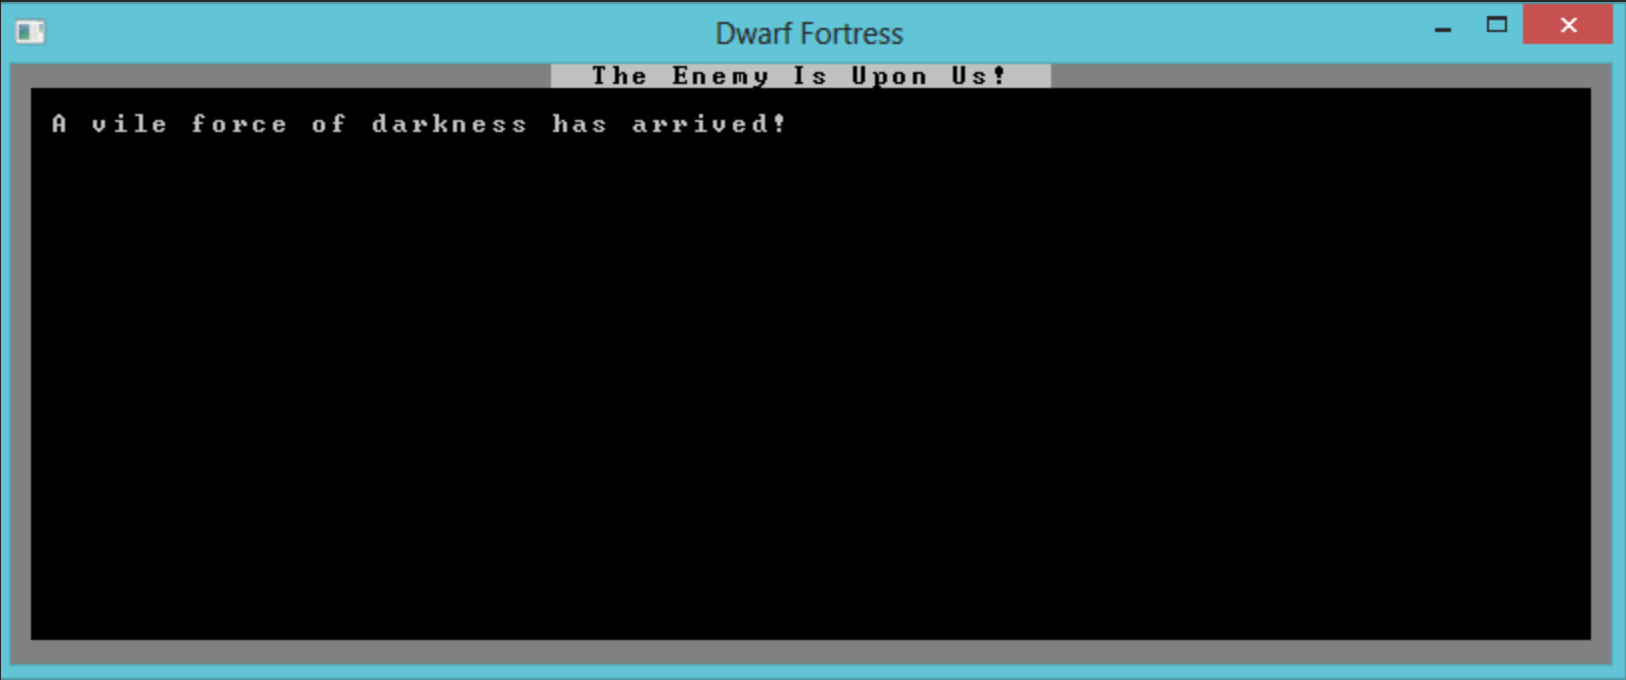 Dwarf Fortress
The Enemy Is Upon Us!
A vile force of darkness has arrived!